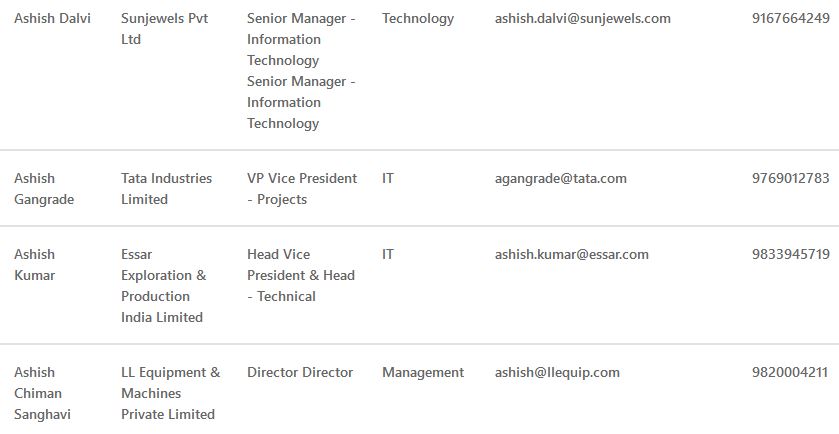 Ashish Dalvi
Sunjewels Pvt
Ltd
Senior Manager -
Information
Technology
Senior Manager -
Information
Technology
Technology
ashish.dalvi@sunjewels.com
9167664249
Ashish
Gangrade
Tata Industries
Limited
VP Vice President
- Projects
IT
agangrade@tata.com
9769012783
Ashish
Kumar
Essar
Exploration &
Production
India Limited
Head Vice
President & Head
- Technical
IT
ashish.kumar@essar.com
9833945719
Ashish
Chiman
Sanghavi
LL Equipment &
Machines
Private Limited
Director Director
Management
ashish@llequip.com
9820004211